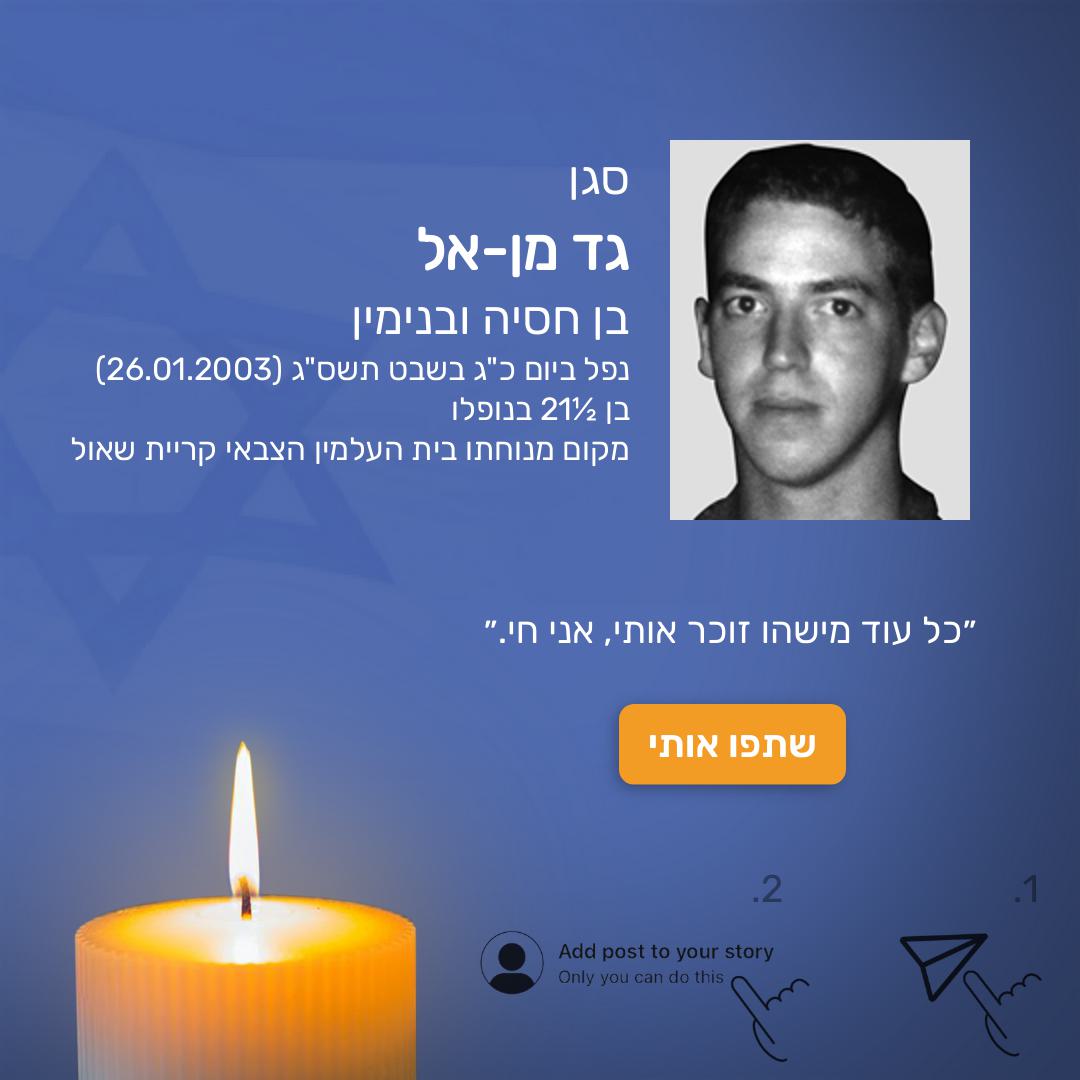 סגן
גד מן-אל
בן חסיה ובנימין
נפל ביום כ"ג בשבט תשס"ג (26.01.2003)
בן 21½ בנופלו
מקום מנוחתו בית העלמין הצבאי קריית שאול
״כל עוד מישהו זוכר אותי, אני חי.״
שתפו אותי
1.
2.
Add post to your story
Only you can do this